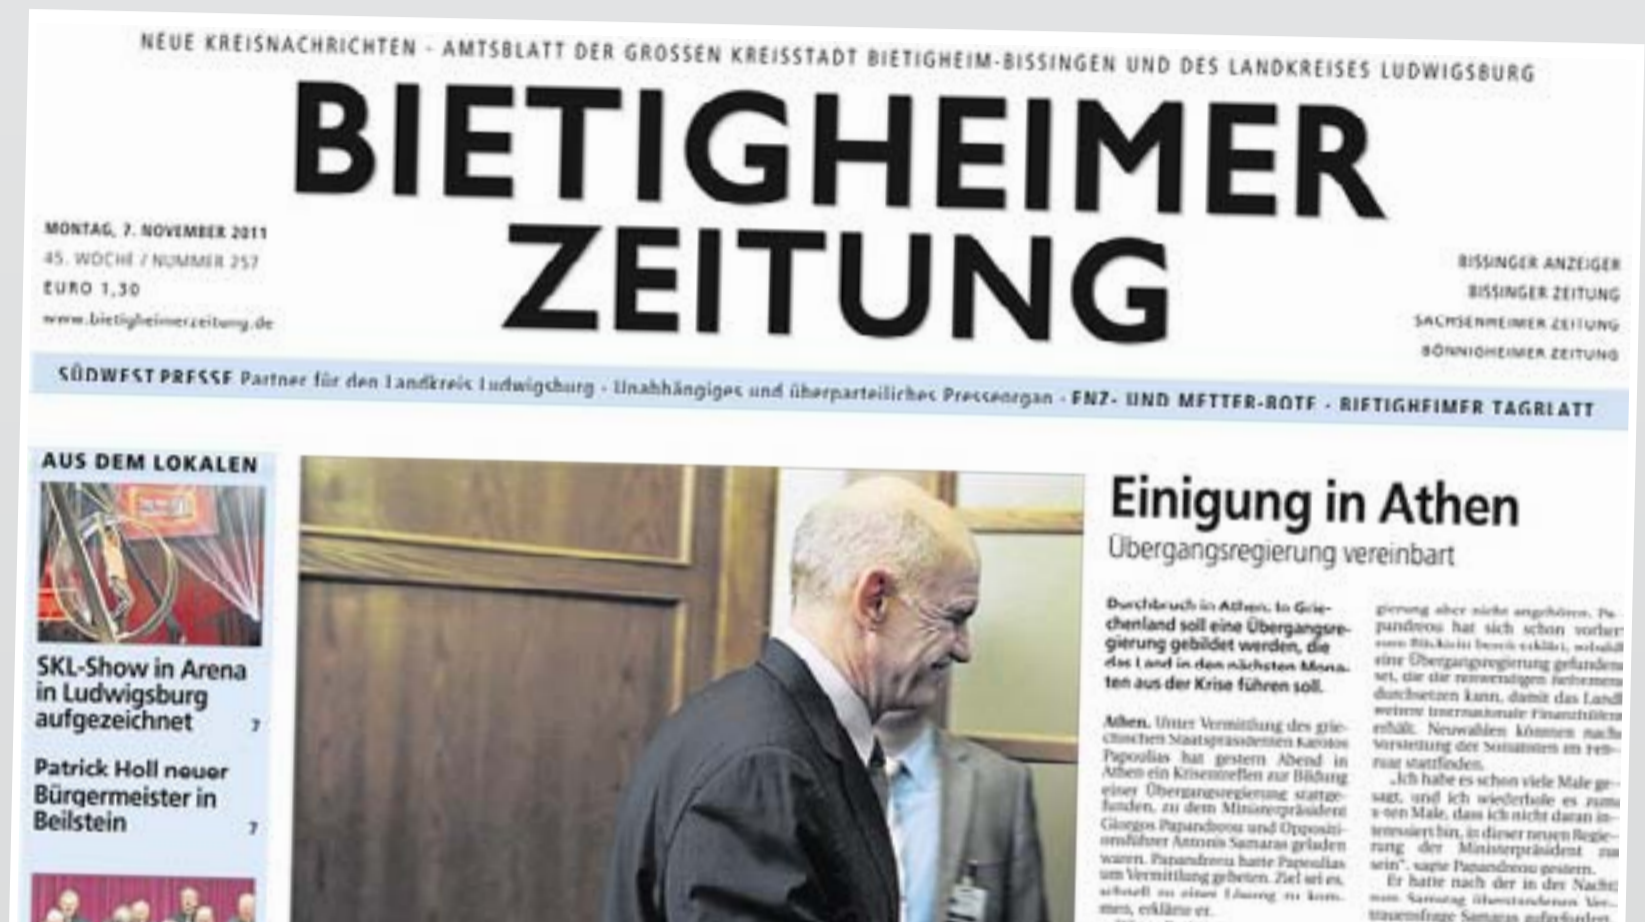 NEUE KREISNACHRICHTEN - AMTSBLATT DER GROSSEN KREISSTADT BIETIGHEIM-BISSINGEN UND DES LANDKREISES LUDWIGSBURG
BIETIGHEIMER
ZEITUNG
MONTAG, 7. NOVEMBER 2011
45. WOCHE / NUMMER 257
EURO 1,30
www.bietigheimerzeitung.de
BISSINGER ANZEIGER
BISSINGER ZEITUNG
SACHSENHEIMER ZEITUNG
BÖNNIGHEIMER ZEITUNG
SÜDWEST PRESSE Partner für den Landkreis Ludwigsburg - Unabhängiges und überparteiliches Presseorgan - ENZ- UND METTER-BOTE - BIETIGHEIMER TAGBLATT
AUS DEM LOKALEN
SKL-Show in Arena
in Ludwigsburg
aufgezeichnet 7
Patrick Holl neuer
Bürgermeister in
Beilstein 7
Einigung in Athen
Übergangsregierung vereinbart
Durchbruch in Athen. In Grie-
chenland soll eine Übergangsre-
gierung gebildet werden, die
das Land in den nächsten Mona-
ten aus der Krise führen soll.
Athen. Unter Vermittlung des grie-
chischen Staatspräsidenten Karolos
Papoulias hat gestern Abend in
Athen ein Krisentreffen zur Bildung
einer Übergangsregierung stattge-
funden, zu dem Ministerpräsident
Giorgos Papandreou und Oppositi-
onsführer Antonis Samaras geladen
waren. Papandreou hatte Papoulias
um Vermittlung gebeten. Ziel sei es,
schnell zu einer Lösung zu kom-
men, erklärte er.
gierung aber nicht angehören. Pa-
pandreou hat sich schon vorher
eine Übergangsregierung gefunden
sei, die die notwendigen Reformen
durchsetzen kann, damit das Land
weitere internationale Finanzhilfen
erhält. Neuwahlen könnten nach
Vorstellung der Sozialisten im Feb-
ruar stattfinden.
„Ich habe es schon viele Male ge-
sagt, und ich wiederhole es zum
x-ten Male, dass ich nicht daran in-
teressiert bin, in dieser neuen Regie-
rung der Ministerpräsident zu
sein", sagte Papandreou gestern.
Er hatte nach der in der Nacht
zum Samstag überstandenen Ver-
trauensfrage Samaras aufgefordert,